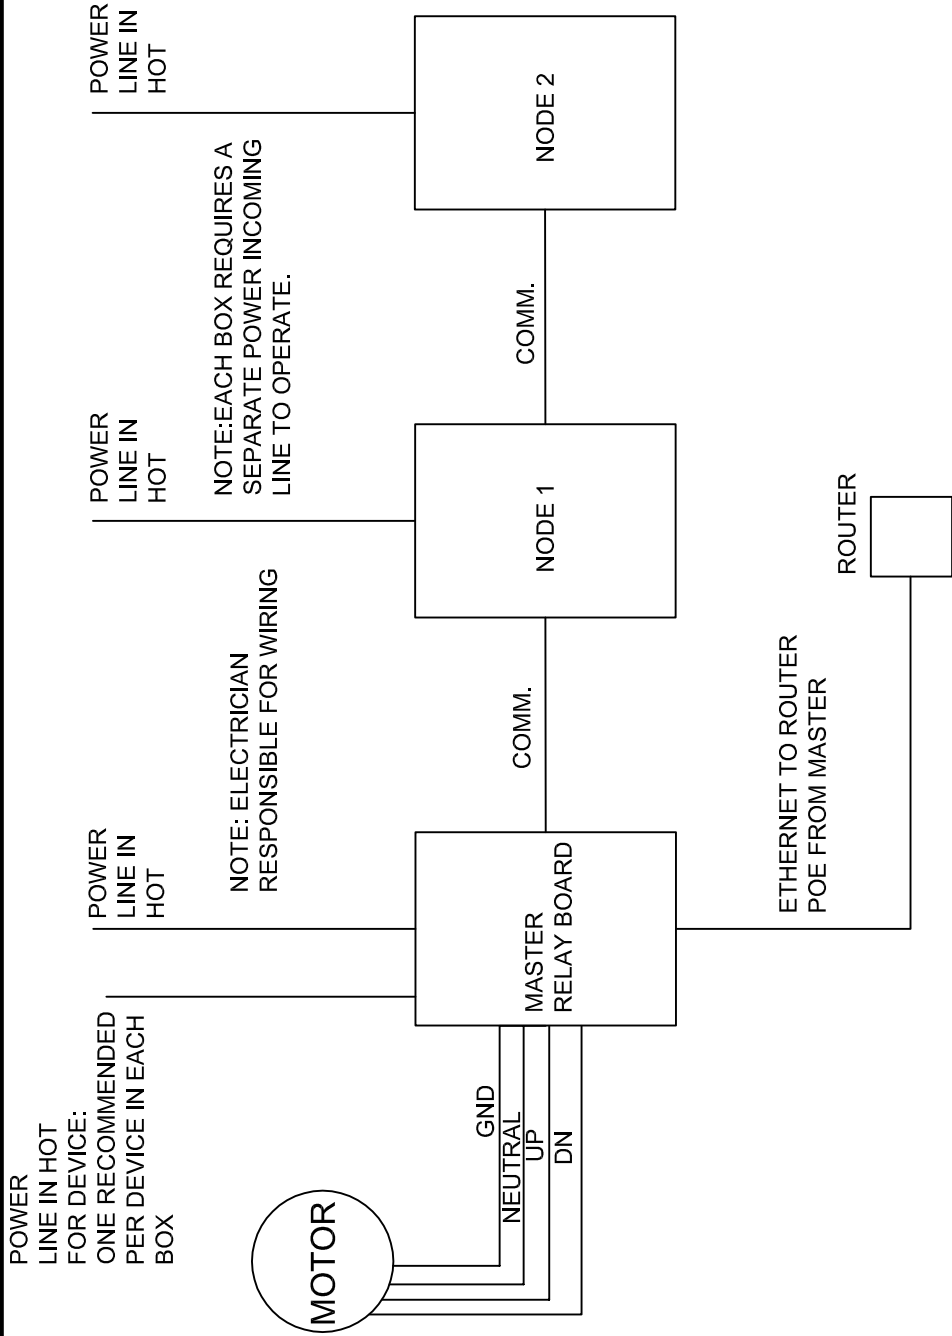 POWER
LINE IN HOT
FOR DEVICE:
ONE RECOMMENDED
PER DEVICE IN EACH
BOX
POWER
LINE IN
HOT
POWER
LINE IN
HOT
POWER
LINE IN
HOT
NOTE: ELECTRICIAN
RESPONSIBLE FOR WIRING
NOTE:EACH BOX REQUIRES A
SEPARATE POWER INCOMING
LINE TO OPERATE.
MOTOR
GND
NEUTRAL
UP
DN
MASTER
RELAY BOARD
COMM.
NODE 1
COMM.
NODE 2
ETHERNET TO ROUTER
POE FROM MASTER
ROUTER